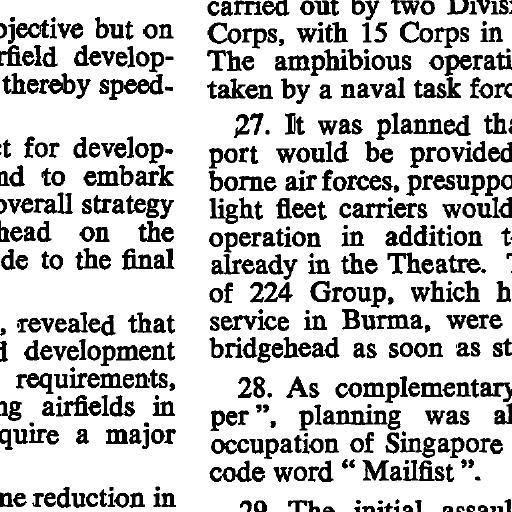 bjective but on
rfield develop-
thereby speed-
ct for develop-
nd to embark
overall strategy
head on the
de to the final
, revealed that
d development
requirements,
ng airfields in
quire a major
ne reduction in
carried out by two Divis
Corps, with 15 Corps in
The amphibious operati
taken by a naval task forc
27. It was planned tha
port would be provided
borne air forces, presuppo
light fleet carriers would
operation in addition t
already in the Theatre.
of 224 Group, which h
service in Burma, were
bridgehead as soon as st
28. As complementary
per”, planning was al
occupation of Singapore
code word “ Mailfist ”.
29. The initial assaul